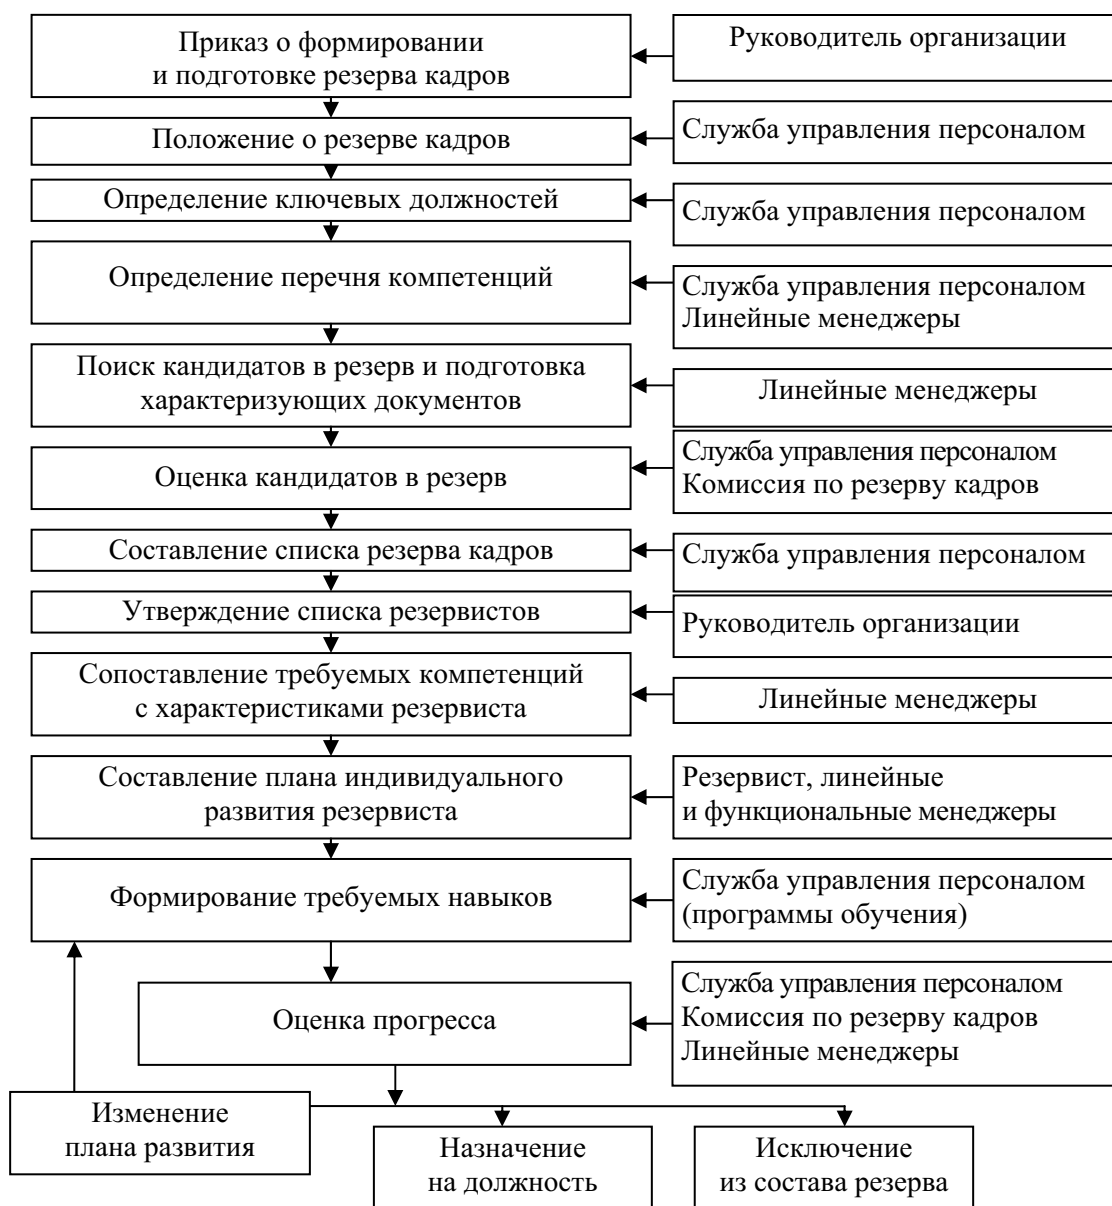 Приказ о формировании
и подготовке резерва кадров
Руководитель организации
Положение о резерве кадров
Служба управления персоналом
Определение ключевых должностей
Служба управления персоналом
Определение перечня компетенций
Служба управления персоналом
Линейные менеджеры
Поиск кандидатов в резерв и подготовка
характеризующих документов
Линейные менеджеры
Оценка кандидатов в резерв
Служба управления персоналом
Комиссия по резерву кадров
Составление списка резерва кадров
Служба управления персоналом
Утверждение списка резервистов
Руководитель организации
Сопоставление требуемых компетенций
с характеристиками резервиста
Линейные менеджеры
Составление плана индивидуального
развития резервиста
Резервист, линейные
и функциональные менеджеры
Формирование требуемых навыков
Служба управления персоналом
(программы обучения)
Оценка прогресса
Служба управления персоналом
Комиссия по резерву кадров
Линейные менеджеры
Изменение
плана развития
Назначение
на должность
Исключение
из состава резерва